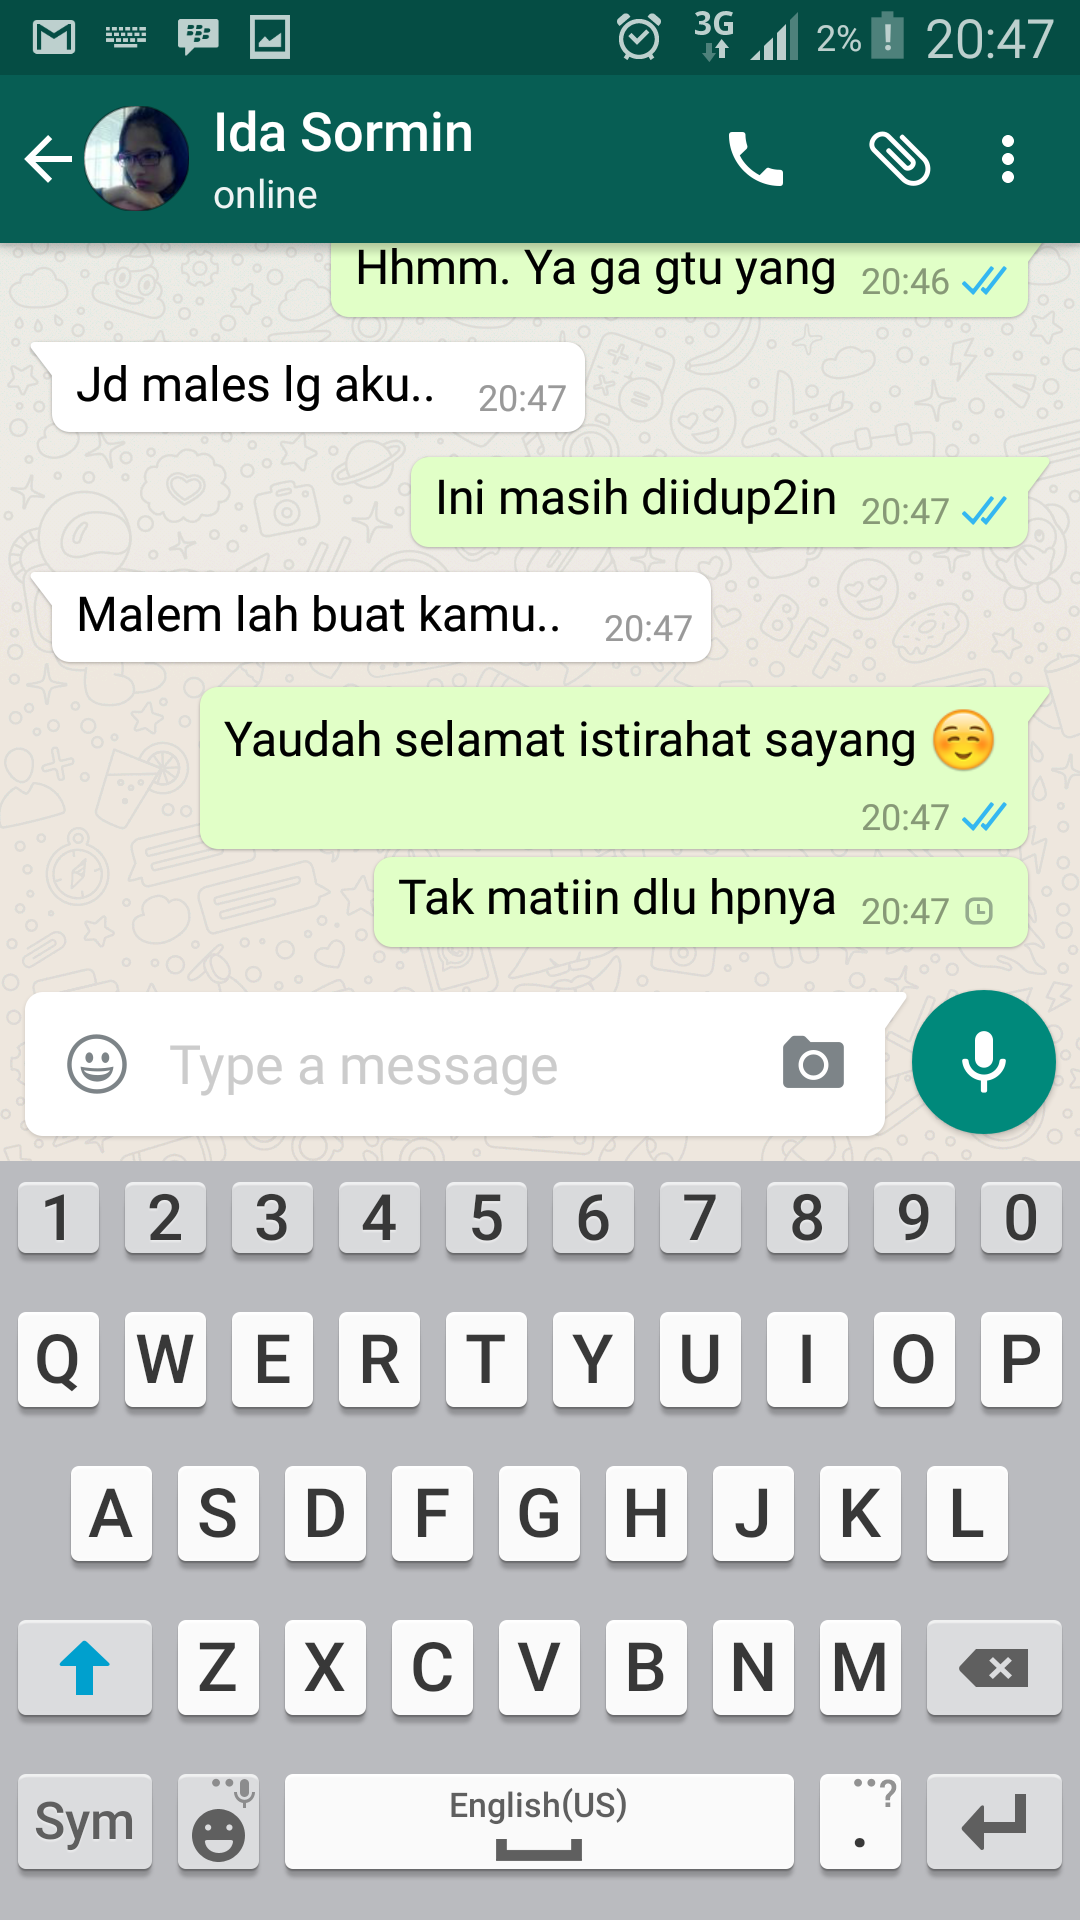 3G 2% 20:47
Ida Sormin
online
Hhmm. Ya ga gtu yang 20:46
Jd males lg aku.. 20:47
Ini masih diidup2in 20:47
Malem lah buat kamu.. 20:47
Yaudah selamat istirahat sayang ☺️
20:47
Tak matiin dlu hpnya 20:47
Type a message
1 2 3 4 5 6 7 8 9 0
Q W E R T Y U I O P
A S D F G H J K L
Z X C V B N M
Sym English(US) . ?